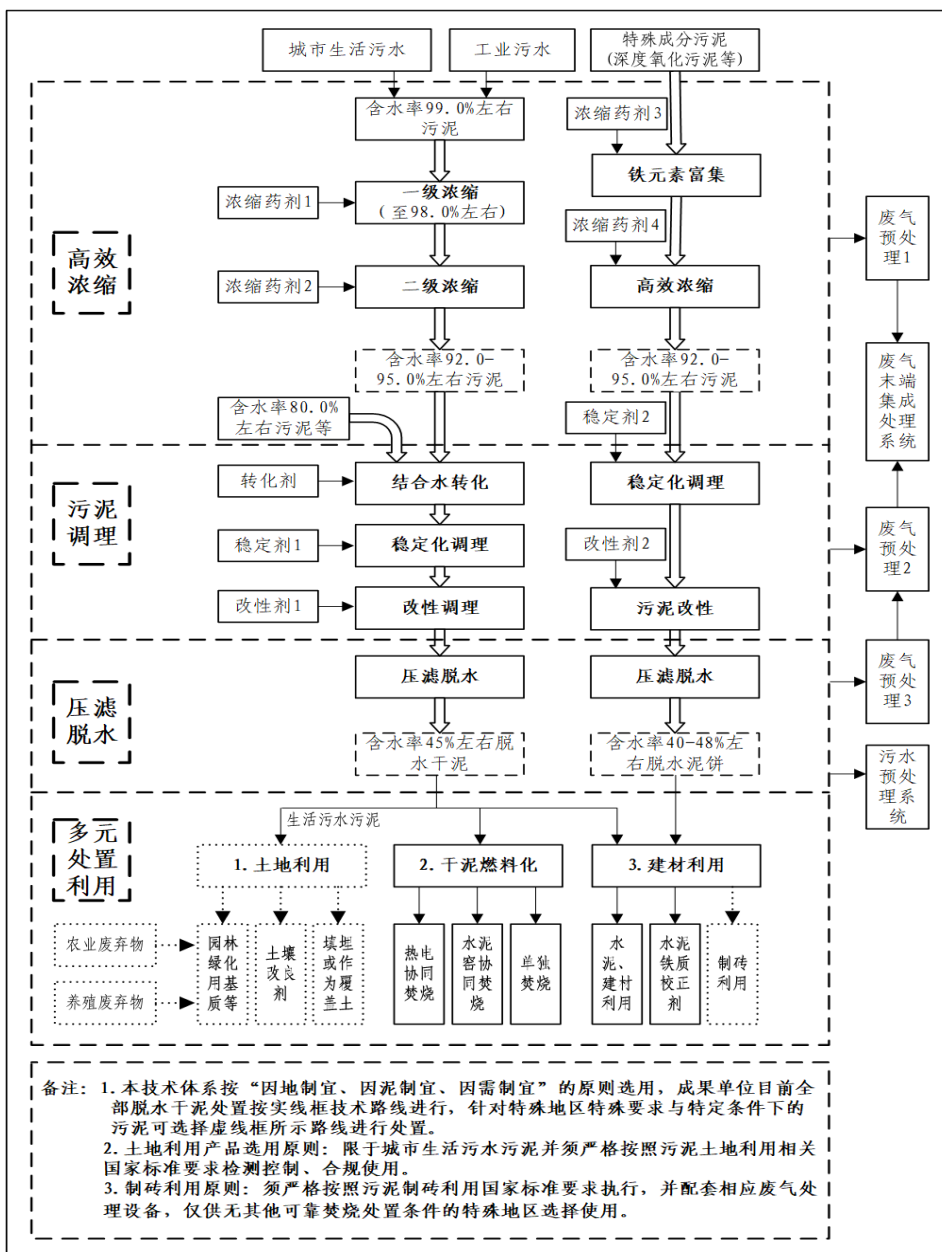 城市生活污水
工业污水
特殊成分污泥
(深度氧化污泥等)
含水率99.0%左右
污泥
浓缩药剂3
铁元素富集
浓缩药剂1
一级浓缩
(至98.0%左右)
浓缩药剂4
废气
预处
理1
高效
浓缩
浓缩药剂2
二级浓缩
高效浓缩
含水率92.0-
95.0%左右污泥
含水率92.0-
95.0%左右污泥
废气
末端
集成
处理
系统
含水率80.0%
左右污泥等
稳定剂2
污泥
调理
转化剂
结合水转化
稳定化调理
稳定剂1
稳定化调理
改性剂2
废气
预处
理2
改性剂1
改性调理
污泥改性
压滤
脱水
压滤脱水
压滤脱水
废气
预处
理3
含水率45%左右脱
水干泥
含水率40-48%左
右脱水泥饼
污水
预处
理系
统
多元
处置
利用
生活污水污泥
1.土地利用
2.干泥燃料化
3.建材利用
农业废弃物
养殖废弃物
园林
绿化
用基
质等
土壤
改良
剂
填坦
或作
为覆
盖土
热电
协同
焚烧
水泥
窑协
同焚
烧
单独
焚烧
水
泥、
建材
利用
水泥
铁质
校正
剂
制砖
利用
备注：1.本技术体系按“因地制宜、因泥制宜、因需制宜”的原则选用，成果单位目前全
部脱水干泥处置按实线框技术路线进行，针对特殊地区特殊要求与特定条件下的
污泥可选择虚线框所示路线进行处置。
2.土地利用产品选用原则：限于城市生活污水污泥并须严格按照污泥土地利用相关
国家标准要求检测控制、合规使用。
3.制砖利用原则：须严格按照污泥制砖利用国家标准要求执行，并配套相应废气处
理设备，仅供无其他可靠焚烧处置条件的特殊地区选择使用。